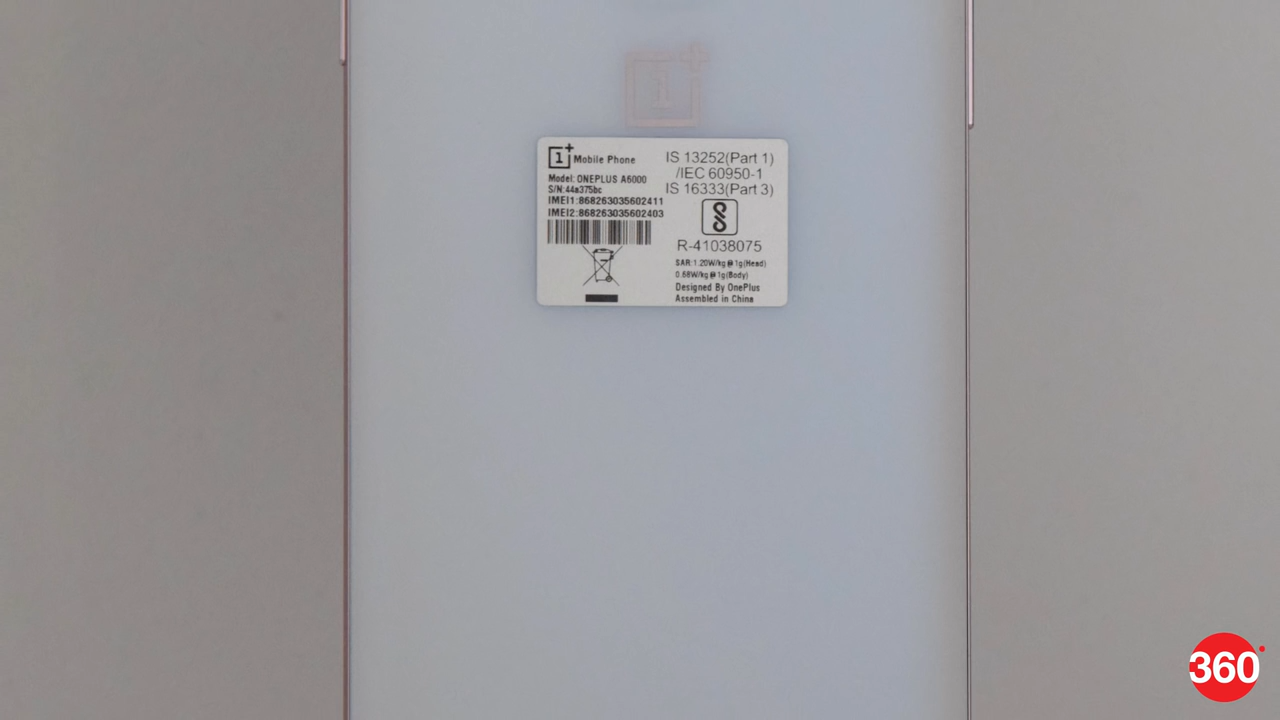 1+ Mobile Phone
Model: ONEPLUS A6000
S/N:44a375bc
IMEI1:868263035602411
IMEI2:868263035602403
IS 13252(Part 1)
/IEC 60950-1
IS 16333(Part 3)
R-41038075
SAR:1.20W/kg@1g(Head)
0.68W/kg@1g(Body)
Designed By OnePlus
Assembled in China
360